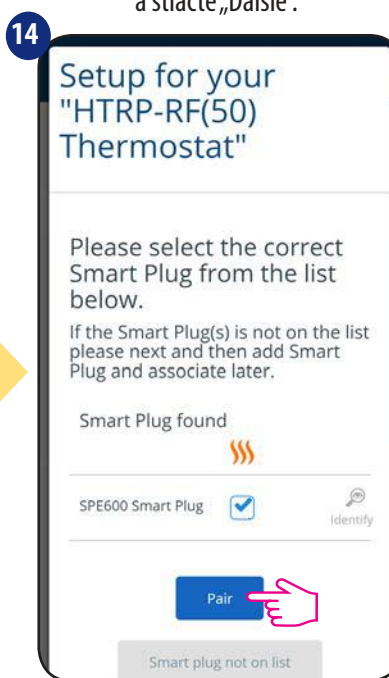 a stlačte „Ďalšie“.
14
Setup for your
"HTRP-RF(50)
Thermostat"
Please select the correct
Smart Plug from the list
below.
If the Smart Plug(s) is not on the list
please next and then add Smart
Plug and associate later.
Smart Plug found
SPE600 Smart Plug
Identify
Pair
Smart plug not on list